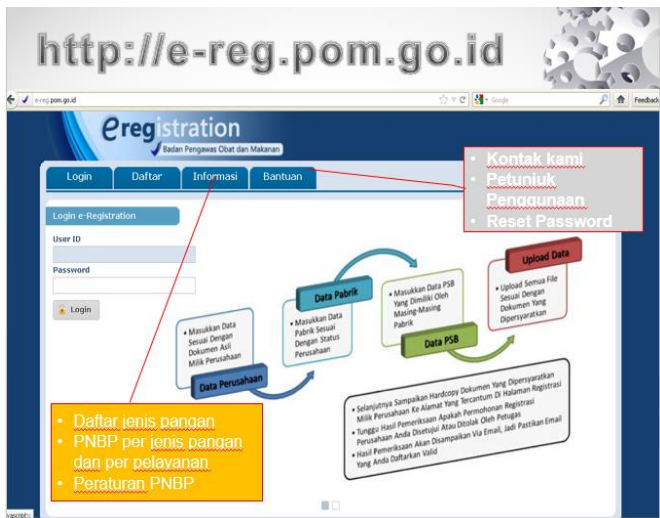 http://e-reg.pom.go.id
e-reg.pom.go.id
Google
Feedback
eregistration
Badan Pengawas Obat dan Makanan
Login
Daftar
Informasi
Bantuan
• Kontak kami
• Petunjuk
Penggunaan
• Reset Password
Login e-Registration
User ID
Password
Login
• Masukkan Data
Sesuai Dengan
Dokumen Asli
Milik Perusahaan
Data Perusahaan
Data Pabrik
• Masukkan Data
Pabrik Sesuai
Dengan Status
Perusahaan
• Masukkan Data PSB
Yang Dimiliki Oleh
Masing-Masing
Pabrik
Data PSB
Upload Data
• Upload Semua File
Sesuai Dengan
Dokumen Yang
Dipersyaratkan
• Selanjutnya Sampaikan Hardcopy Dokumen Yang Dipersyaratkan
Milik Perusahaan Ke Alamat Yang Tercantum Di Halaman Registrasi
• Tunggu Hasil Pemeriksaan Apakah Permohonan Registrasi
Perusahaan Anda Disetujui Atau Ditolak Oleh Petugas
• Hasil Pemeriksaan Akan Disampaikan Via Email, Jadi Pastikan Email
Yang Anda Daftarkan Valid
• Daftar jenis pangan
• PNBP per jenis pangan
dan per pelayanan
• Peraturan PNBP